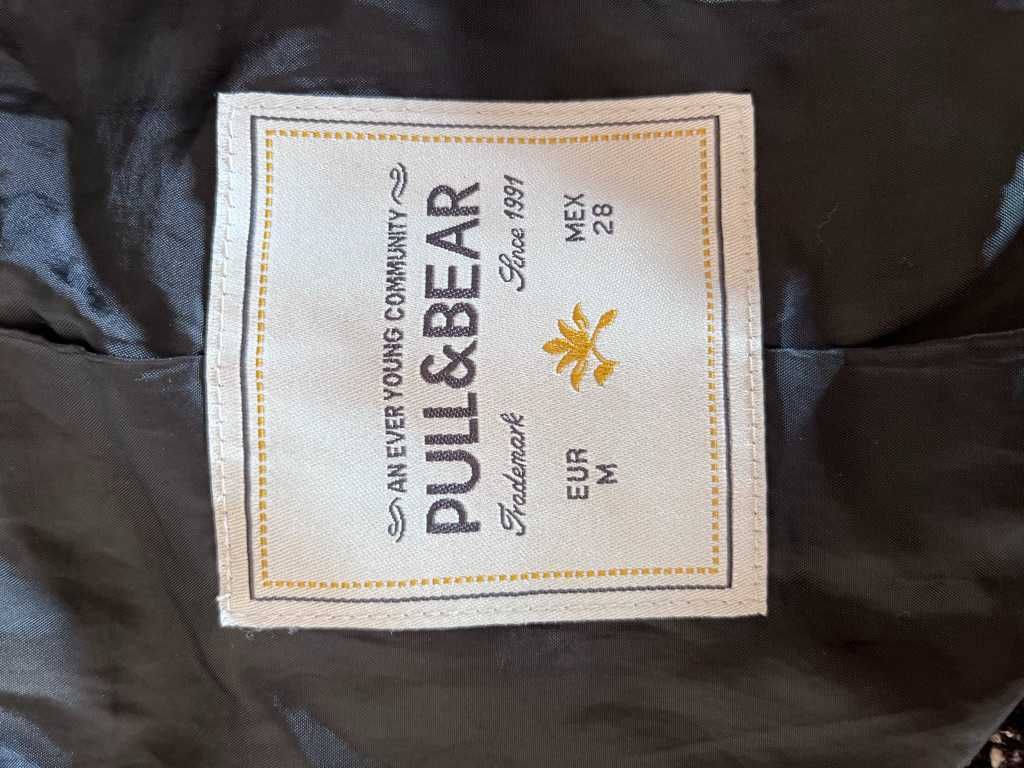 AN EVER YOUNG COMMUNITY
PULL&BEAR
Trademark Since 1991
EUR MEX
M 28